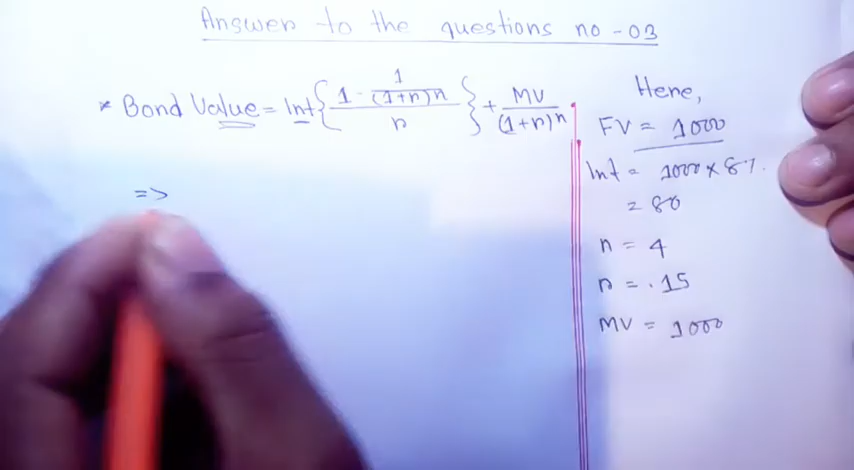 Answer to the questions no - 03
* Bond Value = Int { 1 - 1/(1+r)n / r } + MV/(1+r)n
=>
Here,
FV = 1000
Int = 1000 x 8%.
= 80
n = 4
r = .15
MV = 1000